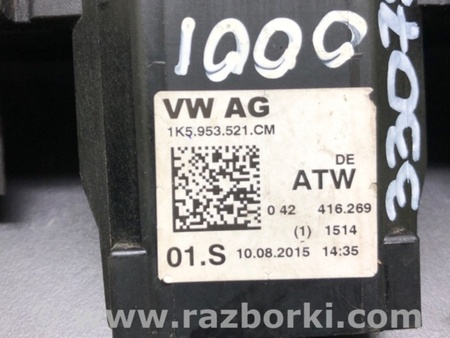 1000
VW AG
1K5.953.521.CM
DE
ATW
0 42 416.269
(1) 1514
01.S 10.08.2015 14:35
www.razborki.com